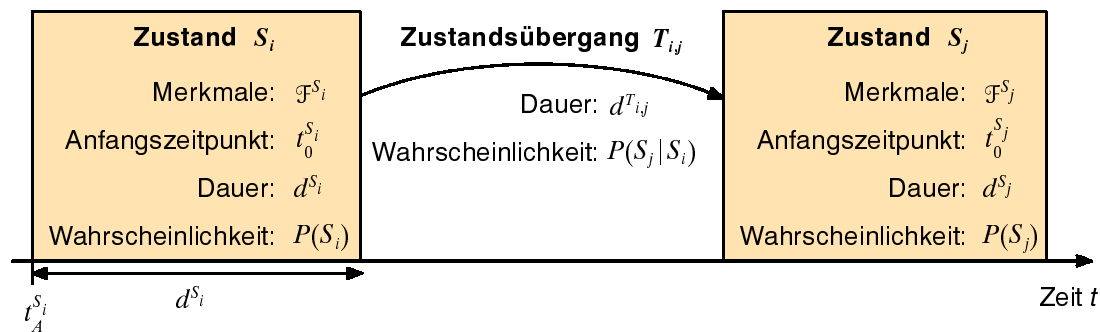 Zustand S_i
Merkmale: ℱ^{S_i}
Anfangszeitpunkt: t_0^{S_i}
Dauer: d^{S_i}
Wahrscheinlichkeit: P(S_i)
Zustandsübergang T_{i,j}
Dauer: d^{T_{i,j}}
Wahrscheinlichkeit: P(S_j|S_i)
Zustand S_j
Merkmale: ℱ^{S_j}
Anfangszeitpunkt: t_0^{S_j}
Dauer: d^{S_j}
Wahrscheinlichkeit: P(S_j)
t_A^{S_i}
d^{S_i}
Zeit t